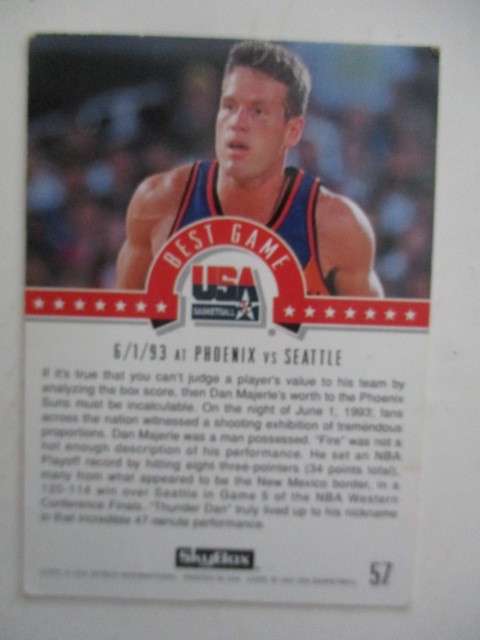 BEST GAME
USA
BASKETBALL
6/1/93 AT PHOENIX VS SEATTLE
If it's true that you can't judge a player's value to his team by
analyzing the box score, then Dan Majerle's worth to the Phoenix
Suns must be incalculable. On the night of June 1, 1993, fans
across the nation witnessed a shooting exhibition of tremendous
proportions. Dan Majerle was a man possessed. "Fire" was not a
hot enough description of his performance. He set an NBA
Playoff record by hitting eight three-pointers (34 points total),
many from what appeared to be the New Mexico border, in a
120-114 win over Seattle in Game 5 of the NBA Western
Conference Finals. "Thunder Dan" truly lived up to his nickname
in that incredible 47-minute performance.
SkyBox
57